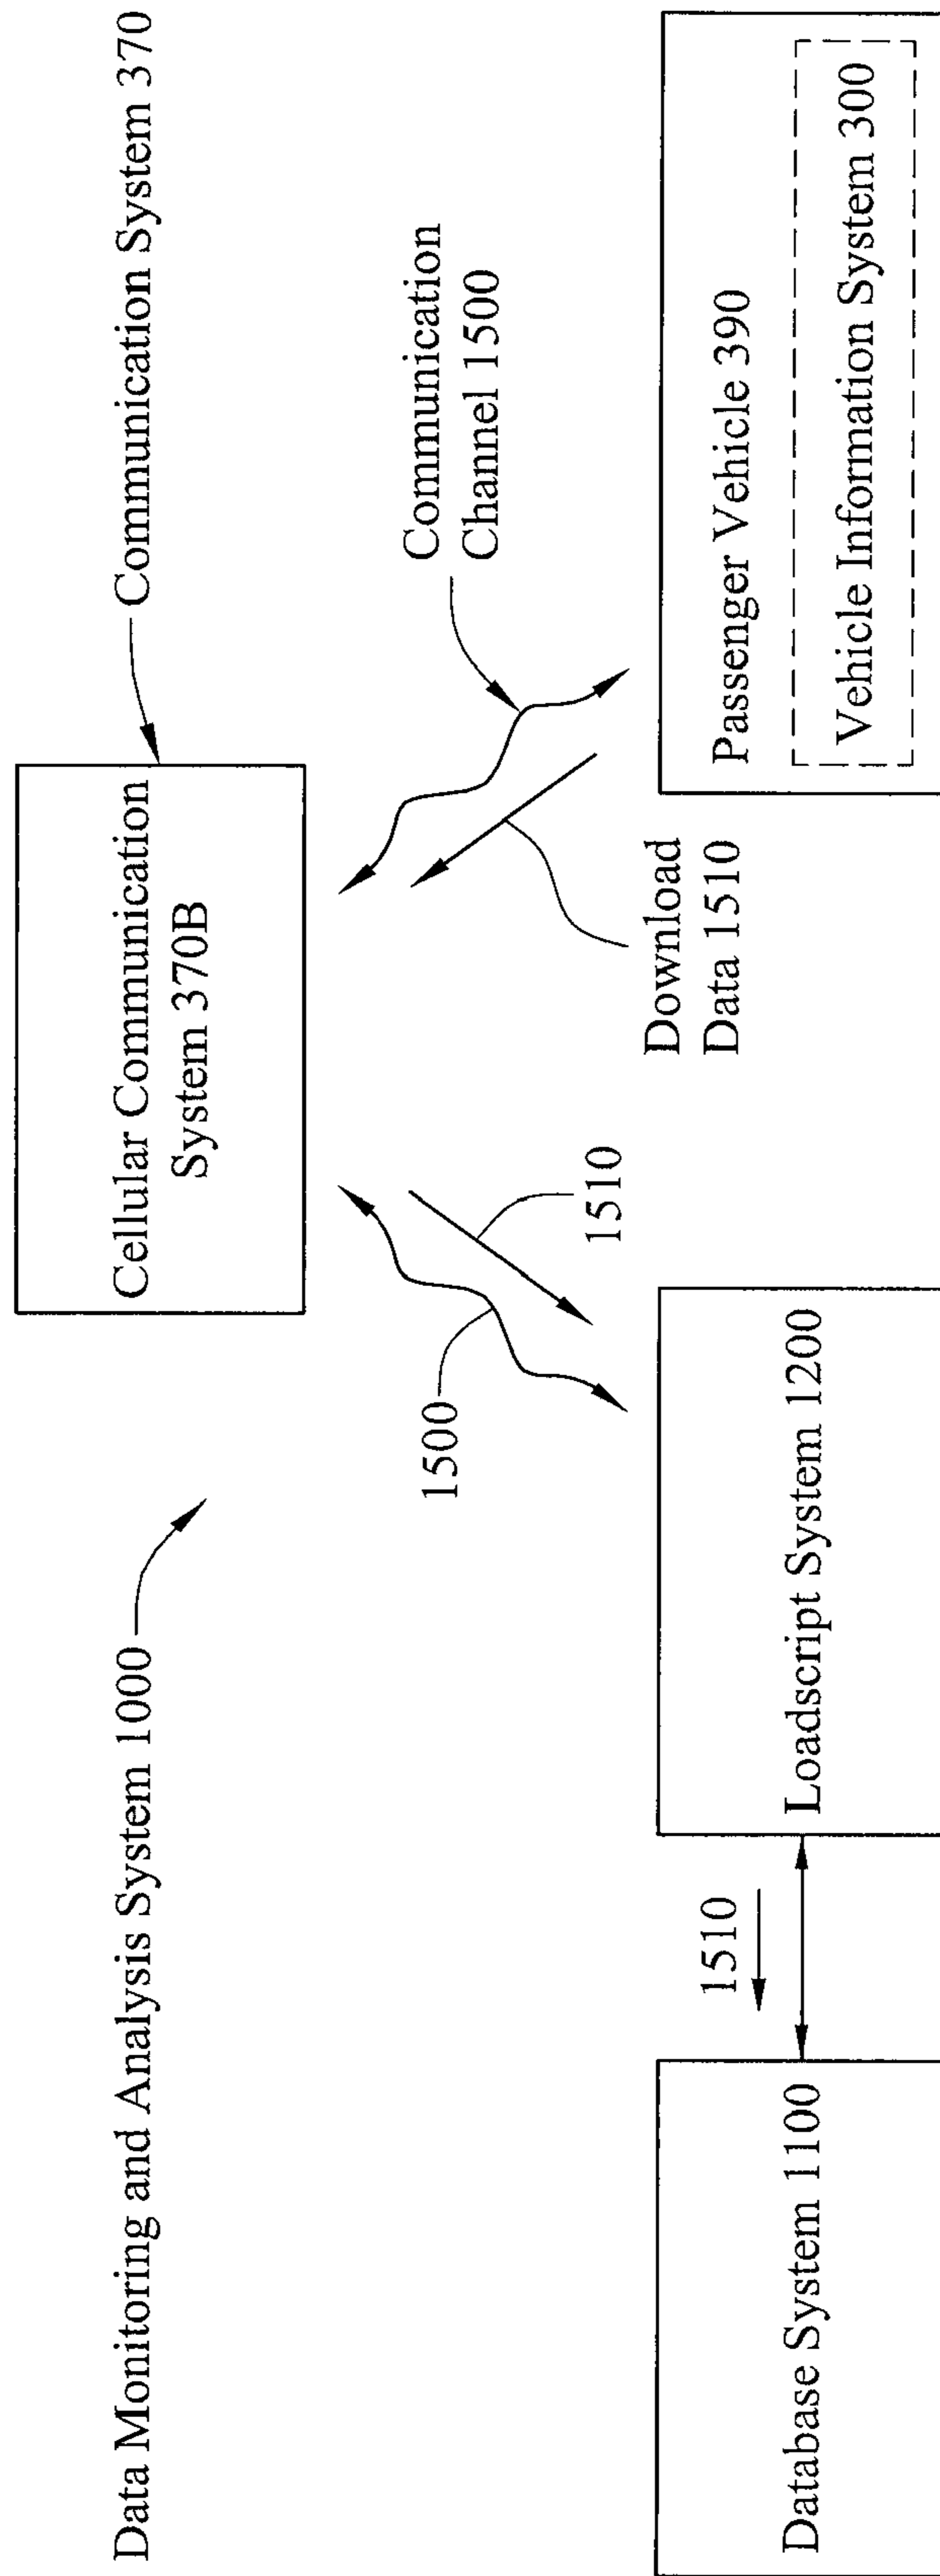 Data Monitoring and Analysis System 1000
Cellular Communication
System 370B
Communication System 370
Communication
Channel 1500
1500
1510
Download
Data 1510
1510
Database System 1100
Loadscript System 1200
Passenger Vehicle 390
Vehicle Information System 300